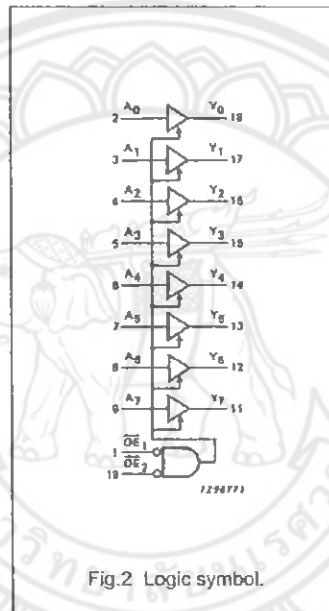 A0 Y0
2 18
A1 Y1
3 17
A2 Y2
4 16
A3 Y3
5 15
A4 Y4
6 14
A5 Y5
7 13
A6 Y6
8 12
A7 Y7
9 11
1 OE1
19 OE2
7296771
Fig.2 Logic symbol.